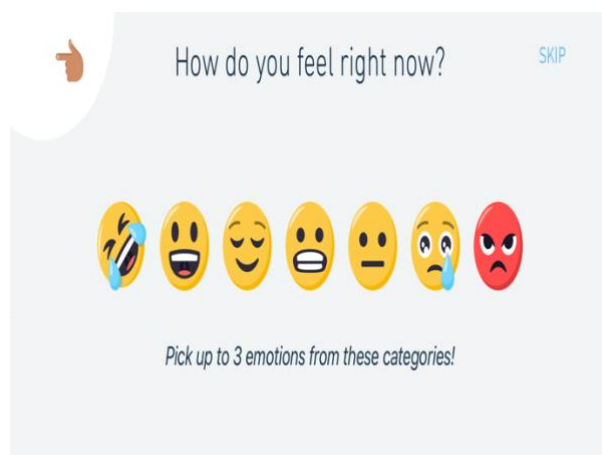 How do you feel right now?
SKIP
Pick up to 3 emotions from these categories!